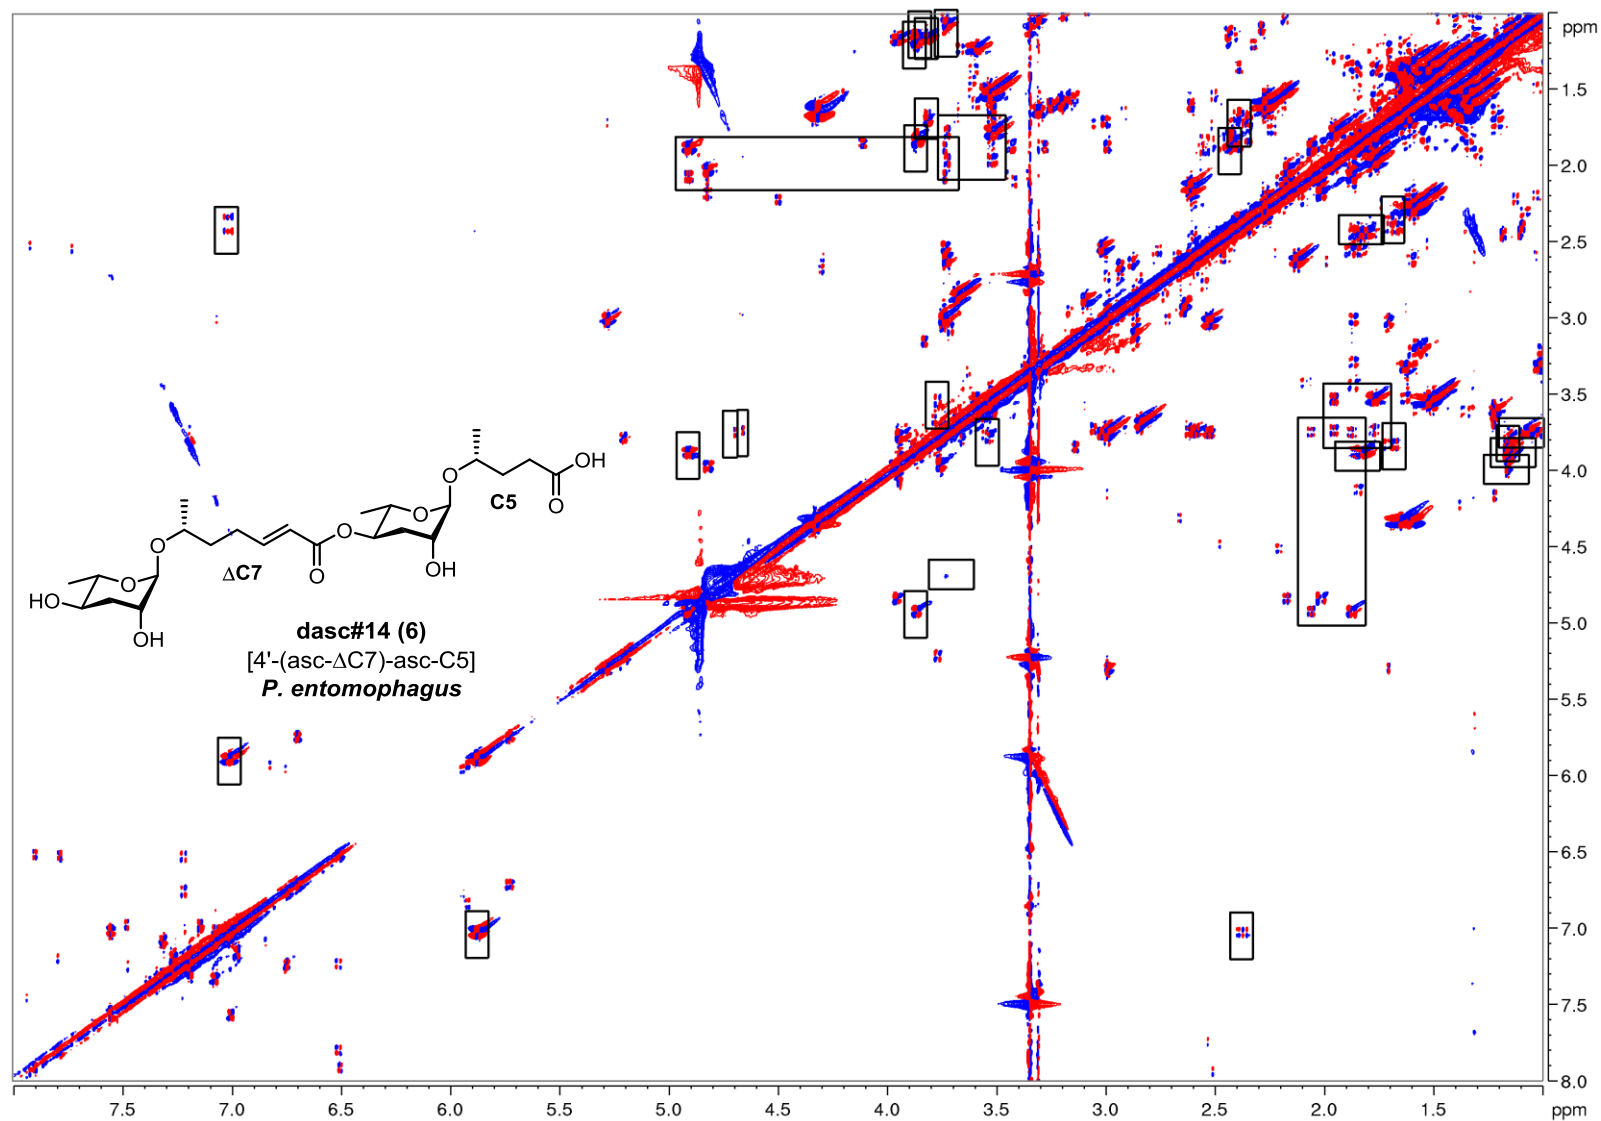 ppm
1.5
2.0
2.5
3.0
3.5
4.0
4.5
5.0
5.5
6.0
6.5
7.0
7.5
8.0
OH
O
O
C5
O
O
O
O
ΔC7
O
OH
O
HO
OH
dasc#14 (6)
[4'-(asc-ΔC7)-asc-C5]
P. entomophagus
7.5 7.0 6.5 6.0 5.5 5.0 4.5 4.0 3.5 3.0 2.5 2.0 1.5 ppm